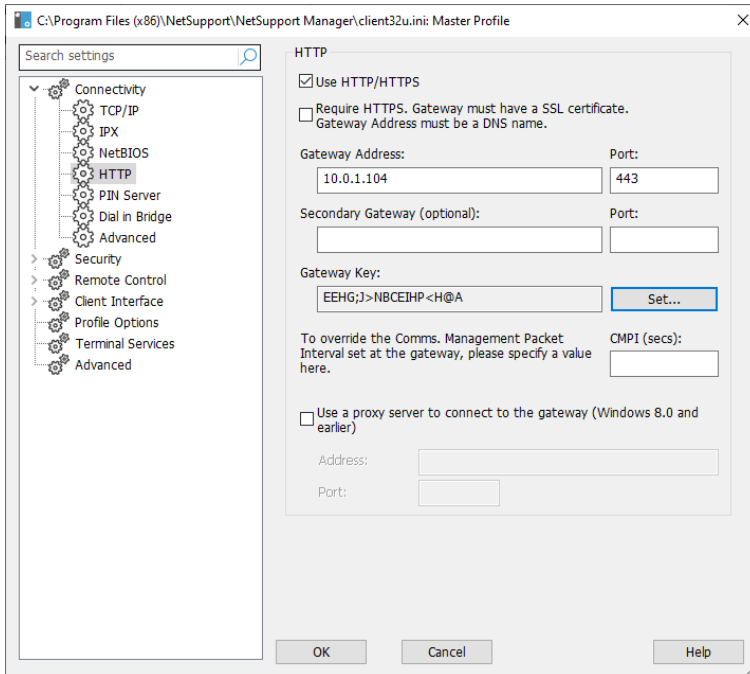 C:\Program Files (x86)\NetSupport\NetSupport Manager\client32u.ini: Master Profile
Search settings
Connectivity
TCP/IP
IPX
NetBIOS
HTTP
PIN Server
Dial in Bridge
Advanced
Security
Remote Control
Client Interface
Profile Options
Terminal Services
Advanced
HTTP
Use HTTP/HTTPS
Require HTTPS. Gateway must have a SSL certificate.
Gateway Address must be a DNS name.
Gateway Address: Port:
10.0.1.104 443
Secondary Gateway (optional): Port:
Gateway Key:
EEHG;J>NBCEIHP<H@A Set...
To override the Comms. Management Packet
Interval set at the gateway, please specify a value
here.
CMPI (secs):
Use a proxy server to connect to the gateway (Windows 8.0 and
earlier)
Address:
Port:
OK Cancel Help